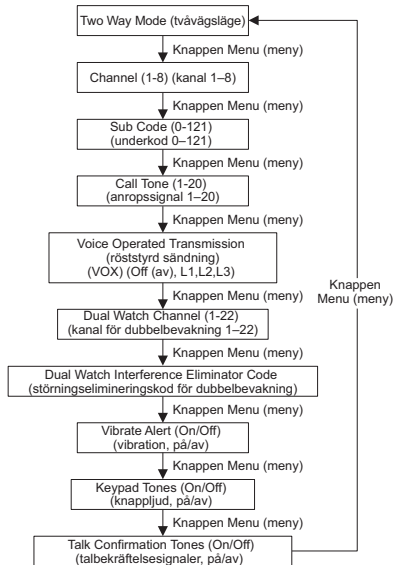 Two Way Mode (tvåvägsläge)
Knappen Menu (meny)
Channel (1-8) (kanal 1–8)
Knappen Menu (meny)
Sub Code (0-121)
(underkod 0–121)
Knappen Menu (meny)
Call Tone (1-20)
(anropssignal 1–20)
Knappen Menu (meny)
Voice Operated Transmission
(röststyrd sändning)
(VOX) (Off (av), L1,L2,L3)
Knappen Menu (meny)
Dual Watch Channel (1-22)
(kanal för dubbelbevakning 1–22)
Knappen Menu (meny)
Dual Watch Interference Eliminator Code
(störningselimineringskod för dubbelbevakning)
Knappen Menu (meny)
Vibrate Alert (On/Off)
(vibration, på/av)
Knappen Menu (meny)
Keypad Tones (On/Off)
(knappljud, på/av)
Knappen Menu (meny)
Talk Confirmation Tones (On/Off)
(talbekräftelsesignaler, på/av)
Knappen
Menu (meny)